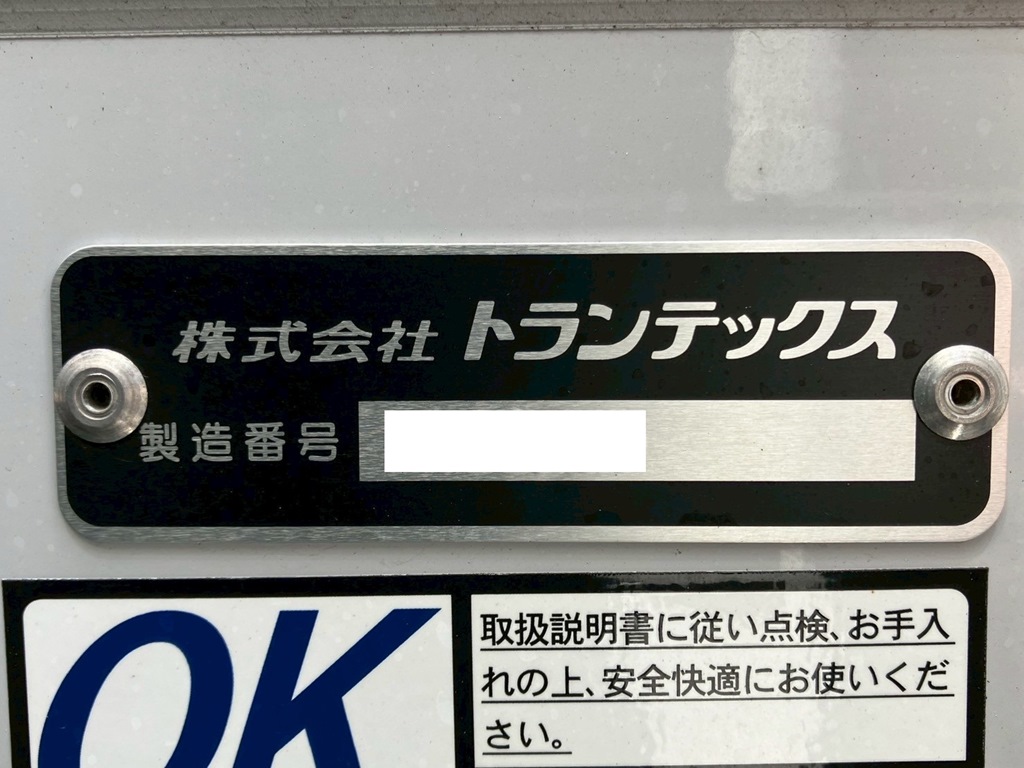 株式会社 トランテックス
製造番号
OK
取扱説明書に従い点検、お手入
れの上、安全快適にお使いくだ
さい。